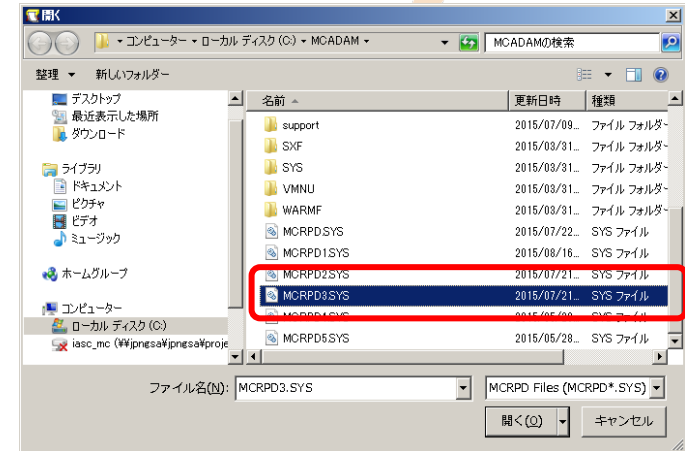 開く
コンピューター ローカル ディスク (C:) MCADAM
MCADAMの検索
整理 新しいフォルダー
デスクトップ
最近表示した場所
ダウンロード
ライブラリ
ドキュメント
ピクチャ
ビデオ
ミュージック
ホームグループ
コンピューター
ローカル ディスク (C:)
iasc_mc (¥¥jpngsa¥jpngsa¥proje
名前 更新日時 種類
support 2015/07/09... ファイル フォルダー
SXF 2015/03/31... ファイル フォルダー
SYS 2015/03/31... ファイル フォルダー
VMNU 2015/03/31... ファイル フォルダー
WARMF 2015/03/31... ファイル フォルダー
MCRPD.SYS 2015/07/22... SYS ファイル
MCRPD1.SYS 2015/08/16... SYS ファイル
MCRPD2.SYS 2015/07/21... SYS ファイル
MCRPD3.SYS 2015/07/21... SYS ファイル
MCRPD5.SYS 2015/05/28... SYS ファイル
ファイル名(N): MCRPD3.SYS MCRPD Files (MCRPD*.SYS)
開く(O) キャンセル